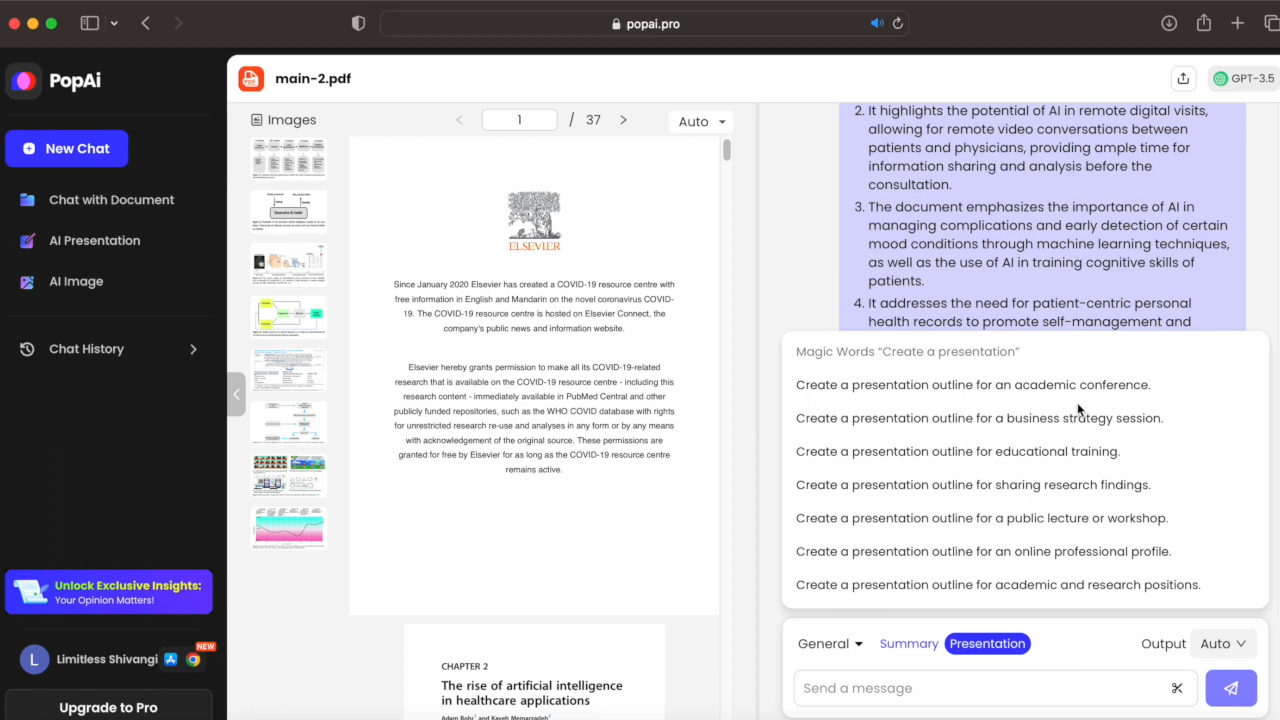 popai.pro
PopAi
New Chat
Chat with Document
AI Presentation
AI Image
Chat History
Unlock Exclusive Insights:
Your Opinion Matters!
NEW
L
Limitless Shivangi
Upgrade to Pro
PDF
main-2.pdf
GPT-3.5
Images
1 / 37
Auto
ELSEVIER
Since January 2020 Elsevier has created a COVID-19 resource centre with
free information in English and Mandarin on the novel coronavirus COVID-
19. The COVID-19 resource centre is hosted on Elsevier Connect, the
company's public news and information website.
Elsevier hereby grants permission to make all its COVID-19-related
research that is available on the COVID-19 resource centre - including this
research content - immediately available in PubMed Central and other
publicly funded repositories, such as the WHO COVID database with rights
for unrestricted research re-use and analyses in any form or by any means
with acknowledgement of the original source. These permissions are
granted for free by Elsevier for as long as the COVID-19 resource centre
remains active.
CHAPTER 2
The rise of artificial intelligence
in healthcare applications
Adam Bohr¹ and Kaveh Memarzadeh²
2. It highlights the potential of AI in remote digital visits,
allowing for remote video conversations between
patients and physicians, providing ample time for
information sharing and analysis before the
consultation.
3. The document emphasizes the importance of AI in
managing complications and early detection of certain
mood conditions through machine learning techniques,
as well as the use of AI in training cognitive skills of
patients.
4. It addresses the need for patient-centric personal
health records to promote self-management and
Magic Words "Create a presentation"
Create a presentation outline for an academic conference.
Create a presentation outline for a business strategy session.
Create a presentation outline for educational training.
Create a presentation outline for sharing research findings.
Create a presentation outline for a public lecture or workshop.
Create a presentation outline for an online professional profile.
Create a presentation outline for academic and research positions.
General Summary Presentation
Output Auto
Send a message